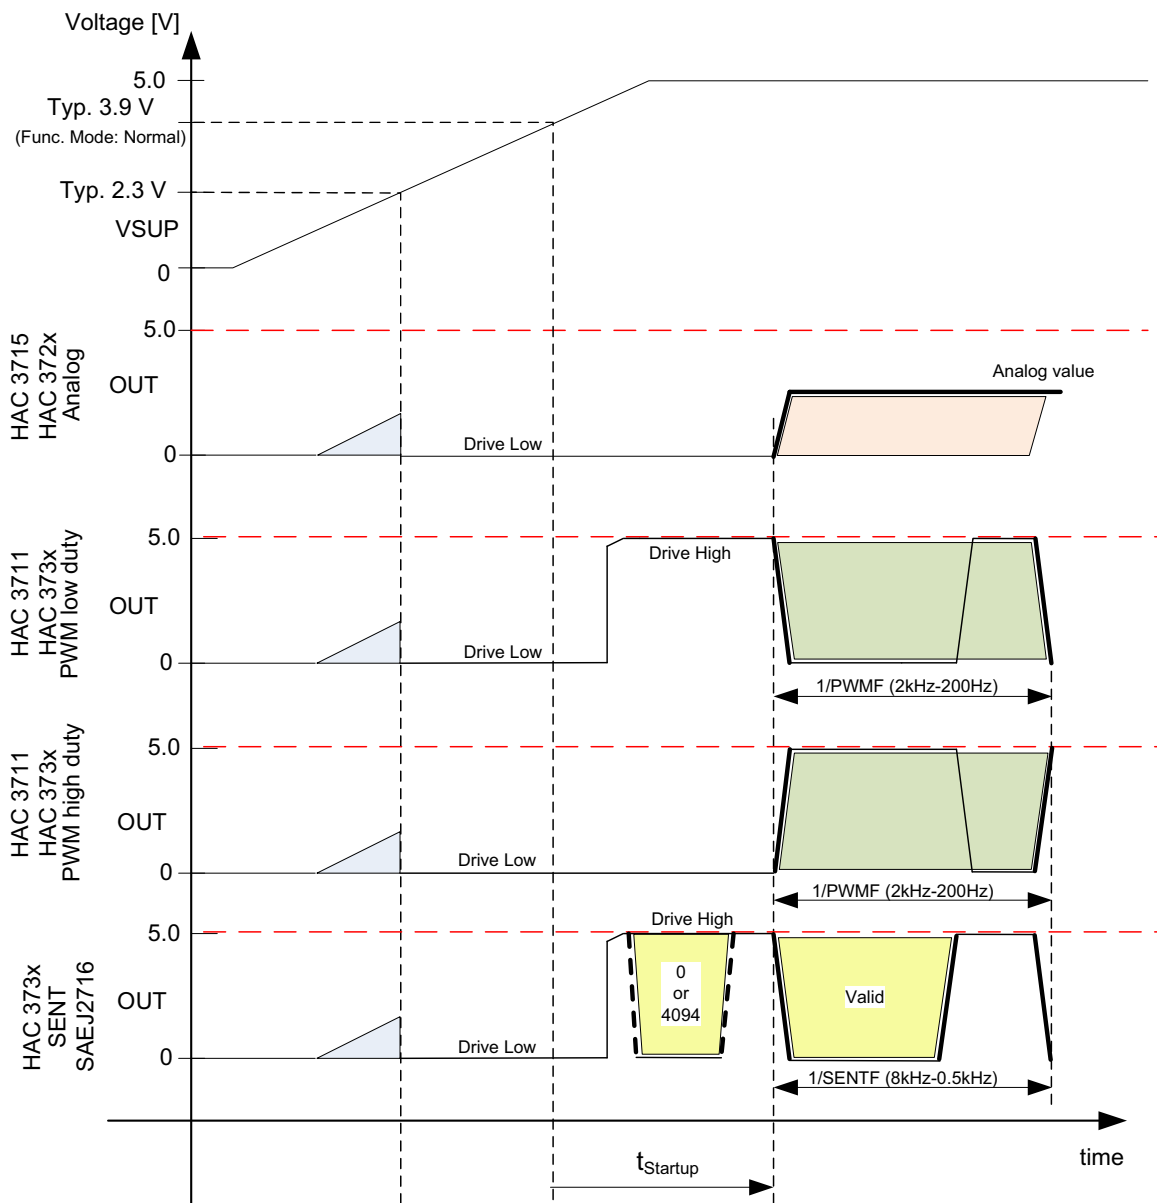 Voltage [V]
5.0
Typ. 3.9 V
(Func. Mode: Normal)
Typ. 2.3 V
VSUP
0
HAC 3715
HAC 372x
Analog
5.0
OUT
0
Drive Low
Analog value
HAC 3711
HAC 373x
PWM low duty
5.0
OUT
0
Drive Low
Drive High
1/PWMF (2kHz-200Hz)
HAC 3711
HAC 373x
PWM high duty
5.0
OUT
0
Drive Low
1/PWMF (2kHz-200Hz)
HAC 373x
SENT
SAEJ2716
5.0
OUT
0
Drive Low
Drive High
0
or
4094
Valid
1/SENTF (8kHz-0.5kHz)
time
tStartup